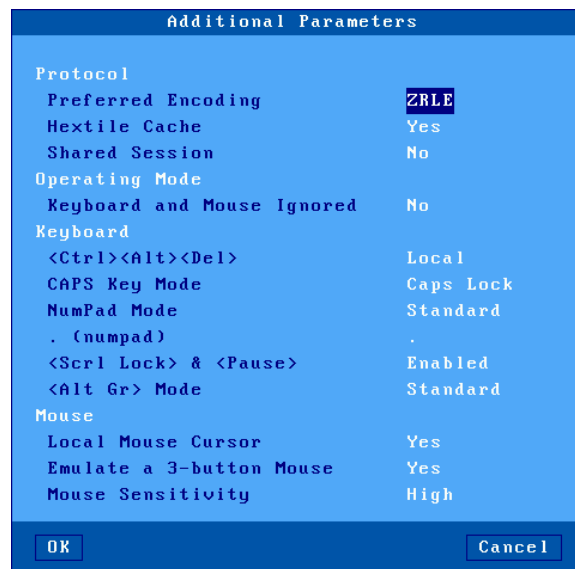 Additional Parameters
Protocol
Preferred Encoding ZRLE
Hextile Cache Yes
Shared Session No
Operating Mode
Keyboard and Mouse Ignored No
Keyboard
<Ctrl><Alt><Del> Local
CAPS Key Mode Caps Lock
NumPad Mode Standard
. (numpad) .
<Scrl Lock> & <Pause> Enabled
<Alt Gr> Mode Standard
Mouse
Local Mouse Cursor Yes
Emulate a 3-button Mouse Yes
Mouse Sensitivity High
OK Cancel